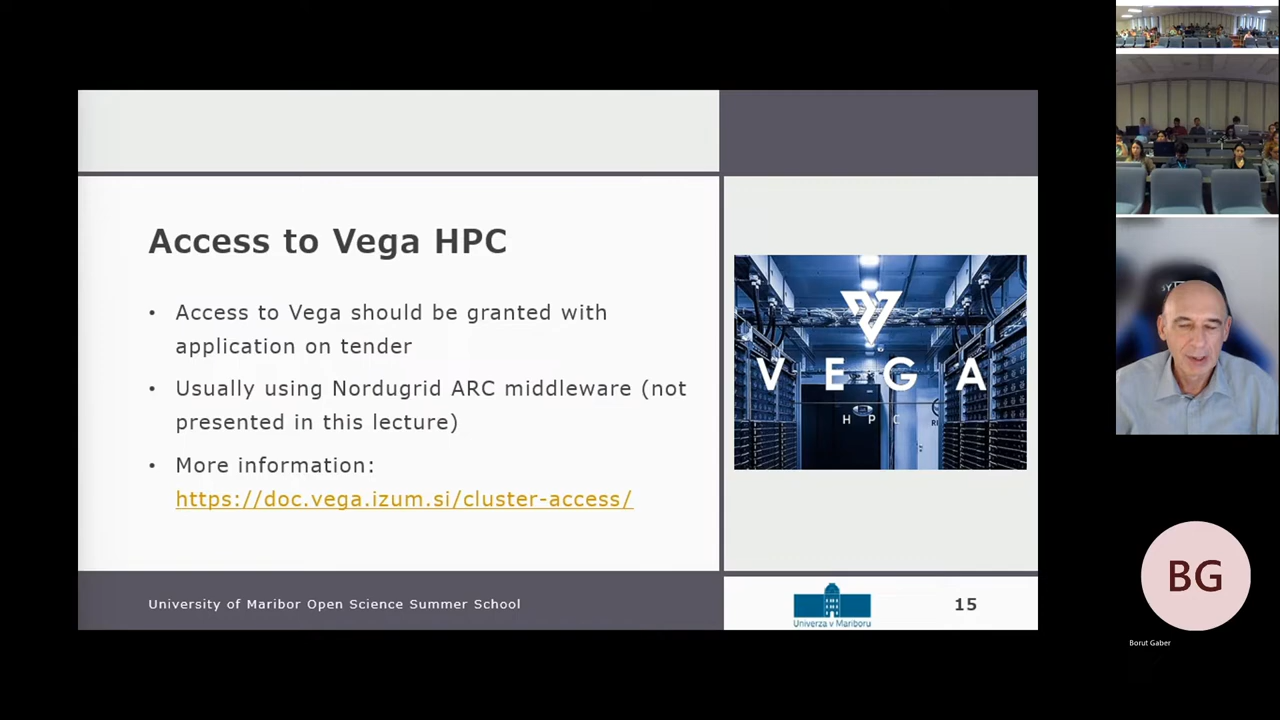 Access to Vega HPC
• Access to Vega should be granted with
application on tender
• Usually using Nordugrid ARC middleware (not
presented in this lecture)
• More information:
https://doc.vega.izum.si/cluster-access/
VEGA
HPC
University of Maribor Open Science Summer School
Univerza v Mariboru
15
BG
Borut Gaber